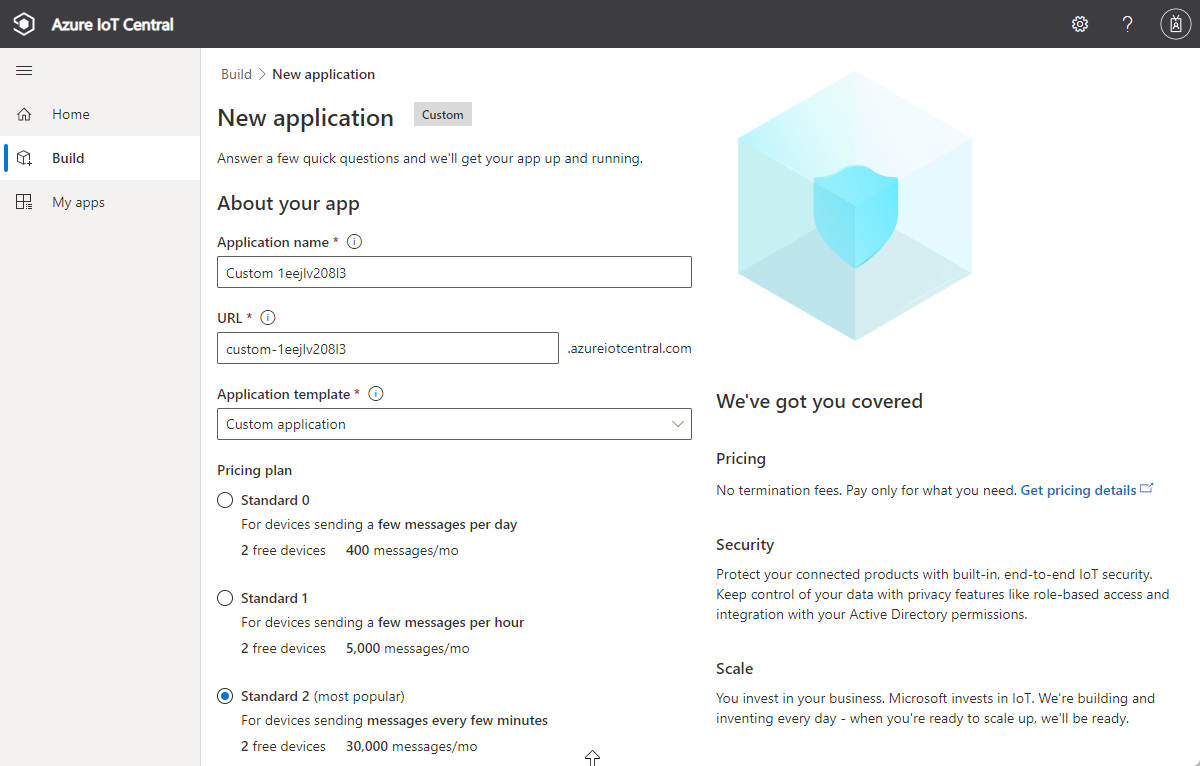 Azure IoT Central
?
Home
Build
My apps
Build > New application
New application Custom
Answer a few quick questions and we'll get your app up and running.
About your app
Application name *
Custom 1eejlv208l3
URL *
custom-1eejlv208l3 .azureiotcentral.com
Application template *
Custom application
Pricing plan
Standard 0
For devices sending a few messages per day
2 free devices 400 messages/mo
Standard 1
For devices sending a few messages per hour
2 free devices 5,000 messages/mo
Standard 2 (most popular)
For devices sending messages every few minutes
2 free devices 30,000 messages/mo
We've got you covered
Pricing
No termination fees. Pay only for what you need. Get pricing details
Security
Protect your connected products with built-in, end-to-end IoT security.
Keep control of your data with privacy features like role-based access and
integration with your Active Directory permissions.
Scale
You invest in your business. Microsoft invests in IoT. We're building and
inventing every day - when you're ready to scale up, we'll be ready.